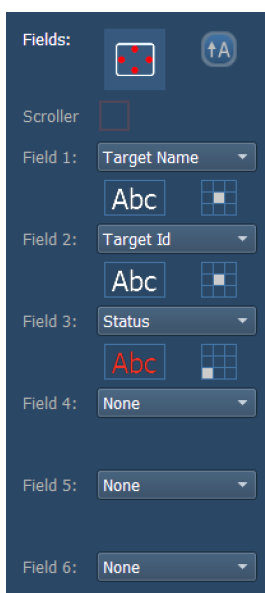 Fields:
A
Scroller
Field 1: Target Name
Abc
Field 2: Target Id
Abc
Field 3: Status
Abc
Field 4: None
Field 5: None
Field 6: None